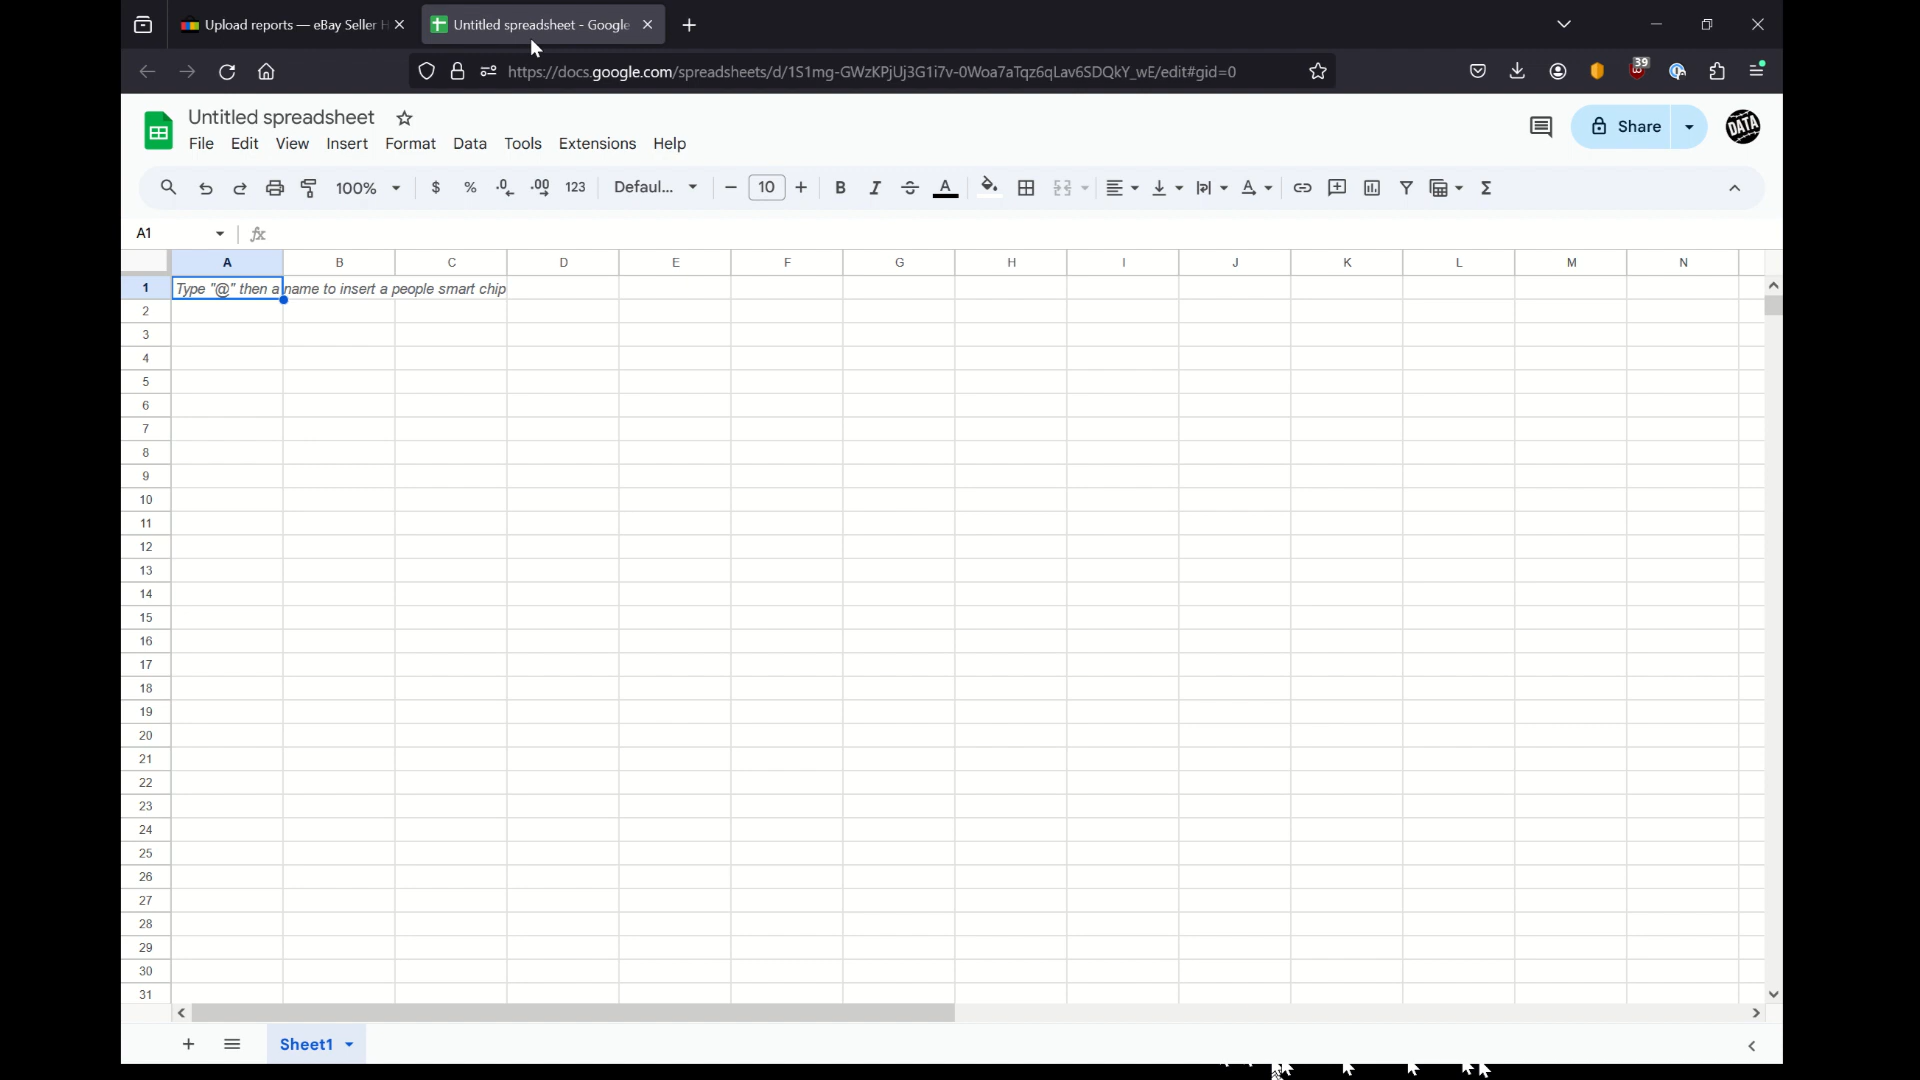 Upload reports — eBay Seller H
Untitled spreadsheet - Google
https://docs.google.com/spreadsheets/d/1S1mg-GWzKPjUj3G1i7v-0Woa7aTqz6qLav6SDQkY_wE/edit#gid=0
39
Untitled spreadsheet
File Edit View Insert Format Data Tools Extensions Help
Share
DATA
100% $ % .0 .00 123 Defaul... 10 B I A
A1 fx
A B C D E F G H I J K L M N
1 Type "@" then a name to insert a people smart chip
2
3
4
5
6
7
8
9
10
11
12
13
14
15
16
17
18
19
20
21
22
23
24
25
26
27
28
29
30
31
Sheet1